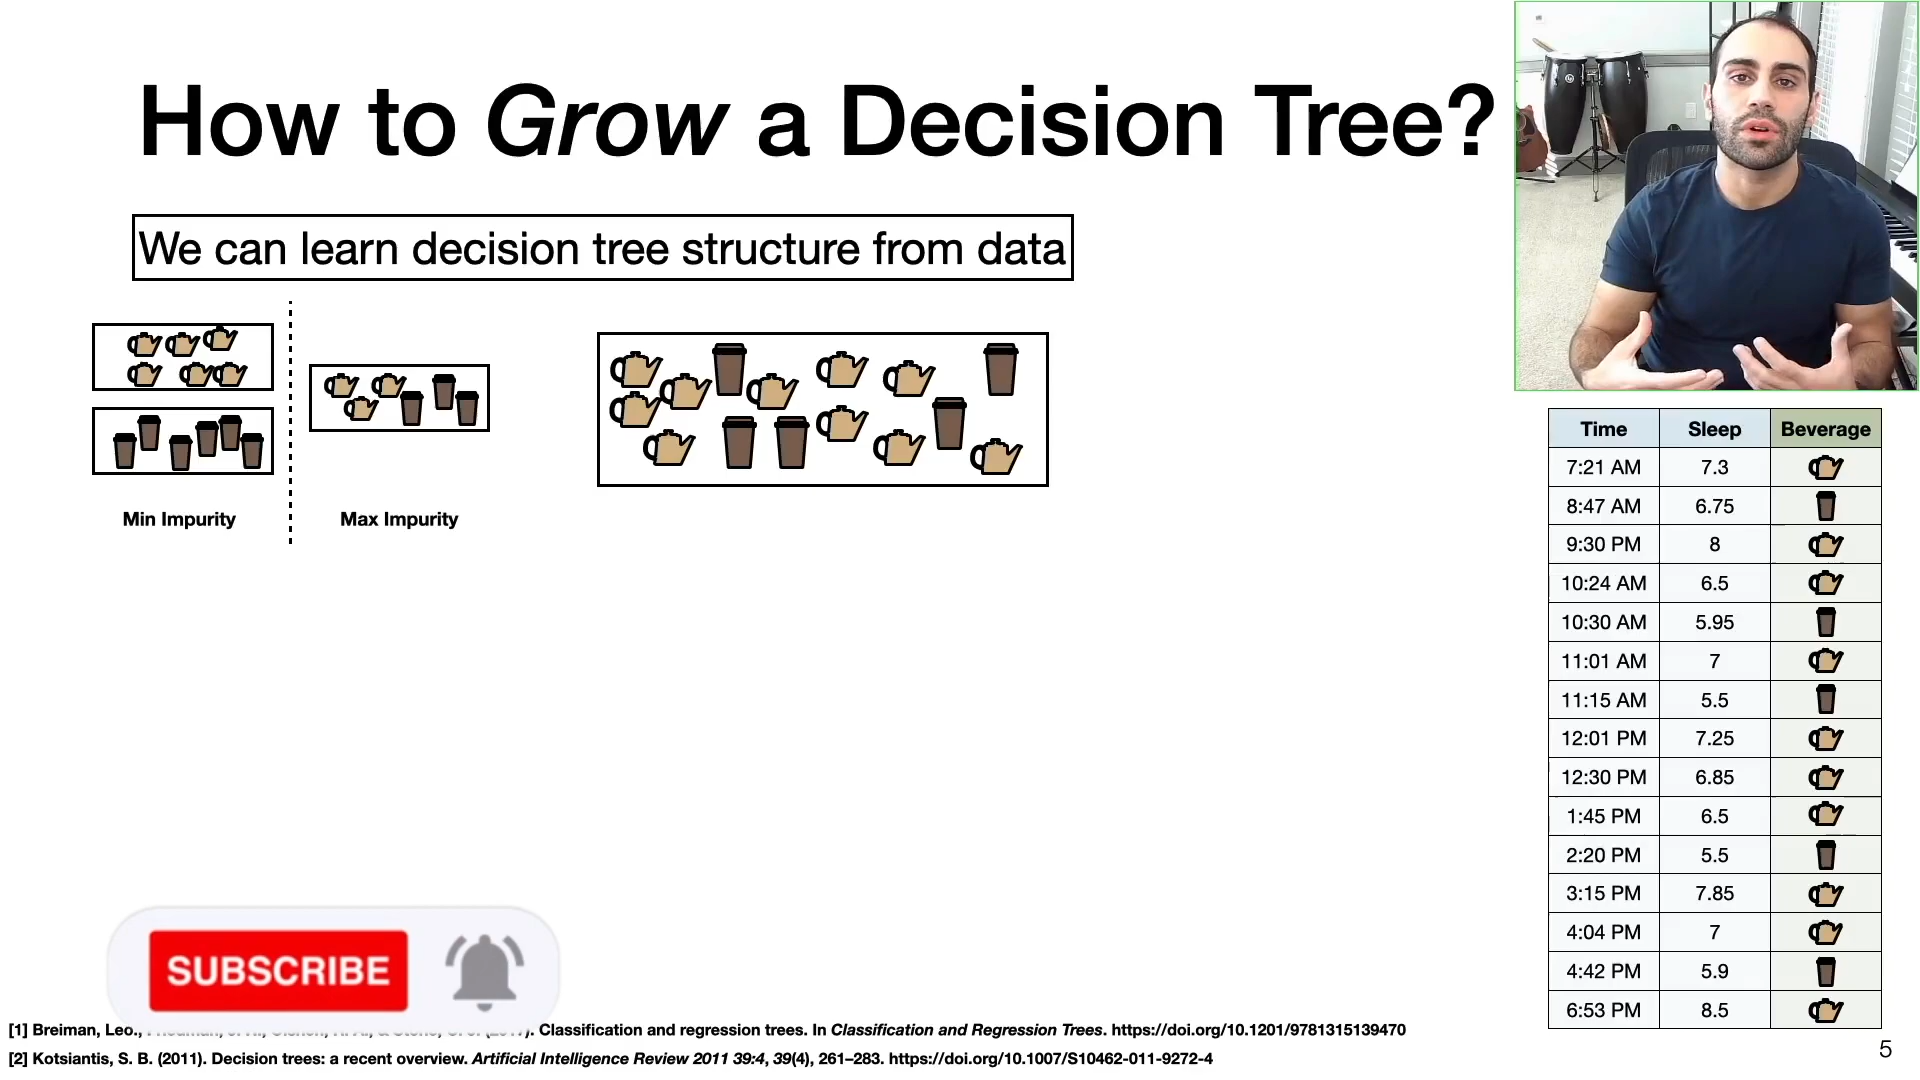 How to Grow a Decision Tree?
We can learn decision tree structure from data
Min Impurity
Max Impurity
Time Sleep Beverage
7:21 AM 7.3
8:47 AM 6.75
9:30 PM 8
10:24 AM 6.5
10:30 AM 5.95
11:01 AM 7
11:15 AM 5.5
12:01 PM 7.25
12:30 PM 6.85
1:45 PM 6.5
2:20 PM 5.5
3:15 PM 7.85
4:04 PM 7
4:42 PM 5.9
6:53 PM 8.5
SUBSCRIBE
[1] Breiman, Leo., Classification and regression trees. In Classification and Regression Trees. https://doi.org/10.1201/9781315139470
[2] Kotsiantis, S. B. (2011). Decision trees: a recent overview. Artificial Intelligence Review 2011 39:4, 39(4), 261–283. https://doi.org/10.1007/S10462-011-9272-4
5